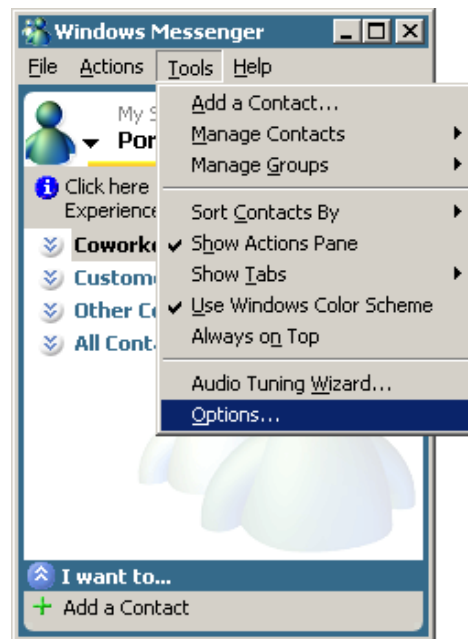 Windows Messenger
File Actions Tools Help
My
Por
Click here
Experience
Cowork
Custom
Other C
All Cont
Add a Contact...
Manage Contacts
Manage Groups
Sort Contacts By
Show Actions Pane
Show Tabs
Use Windows Color Scheme
Always on Top
Audio Tuning Wizard...
Options...
I want to...
Add a Contact